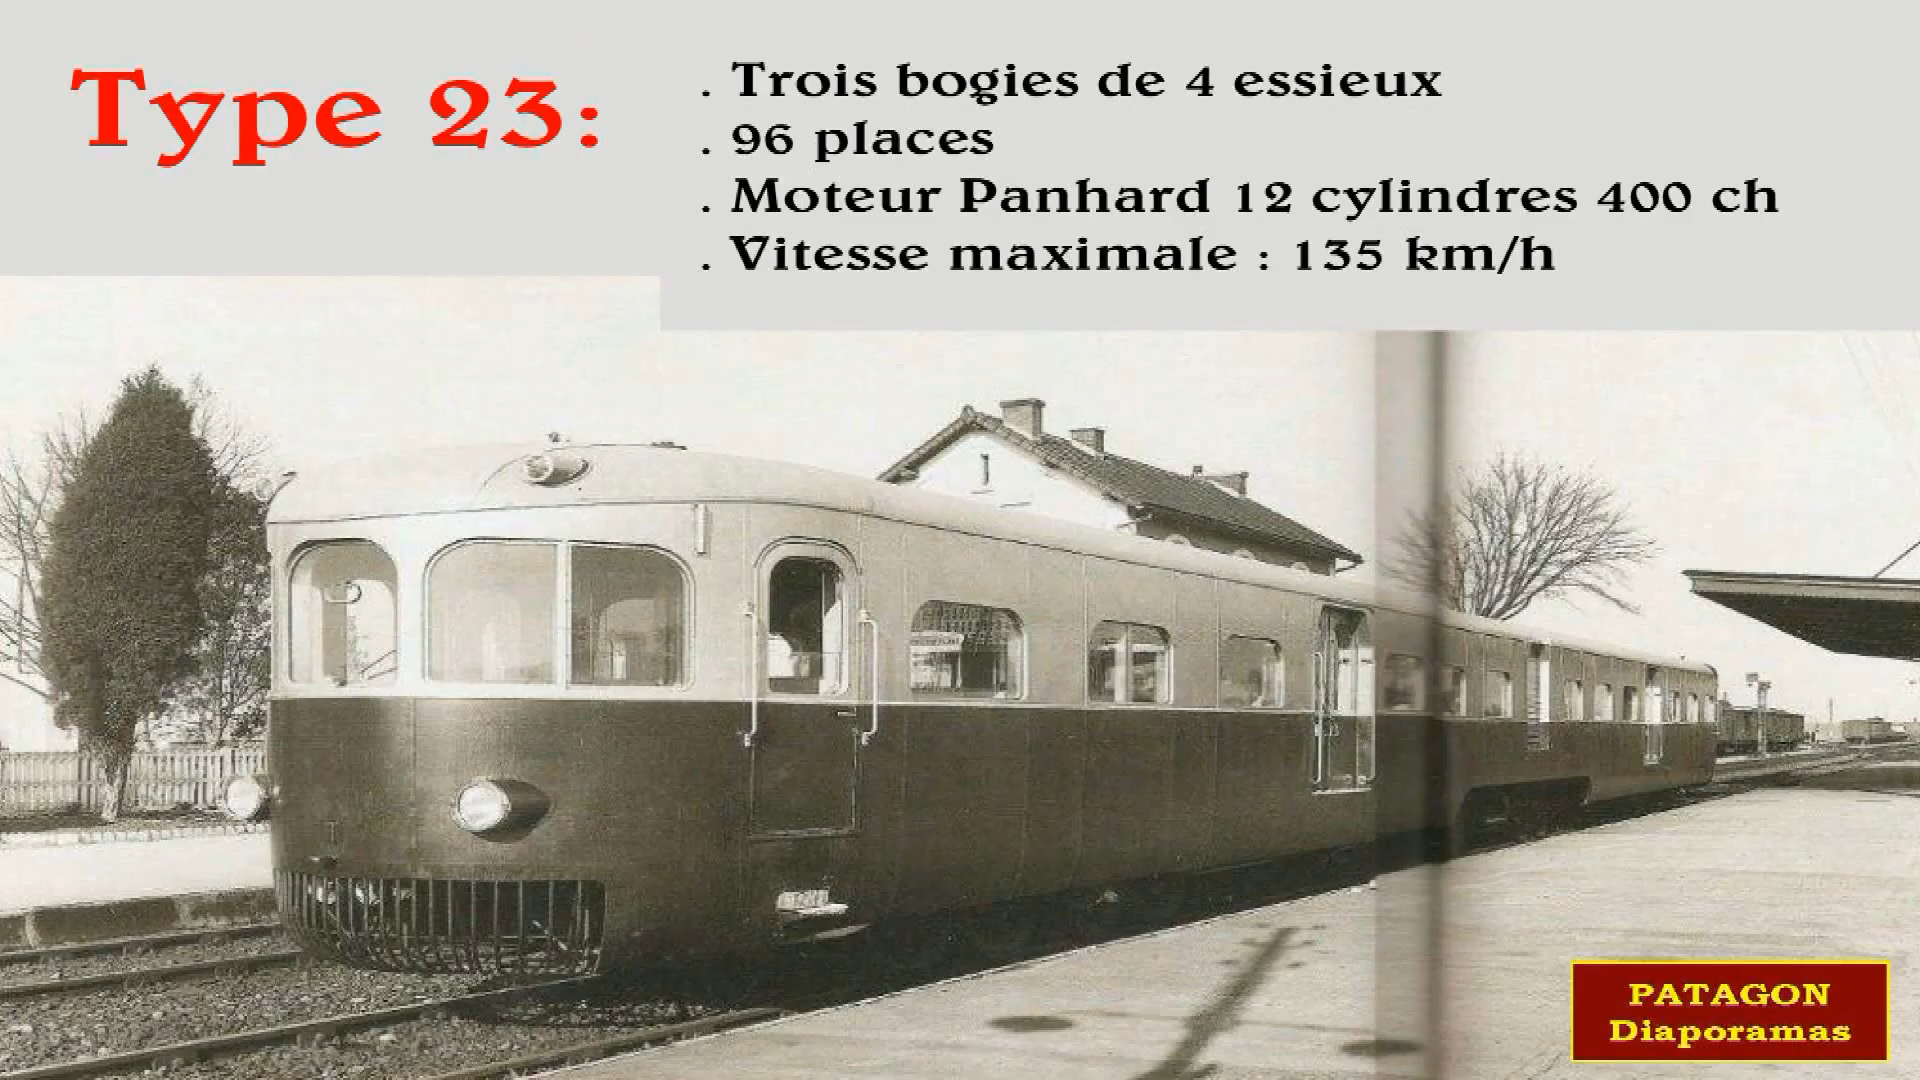 Type 23:
. Trois bogies de 4 essieux
. 96 places
. Moteur Panhard 12 cylindres 400 ch
. Vitesse maximale : 135 km/h
PATAGON
Diaporamas